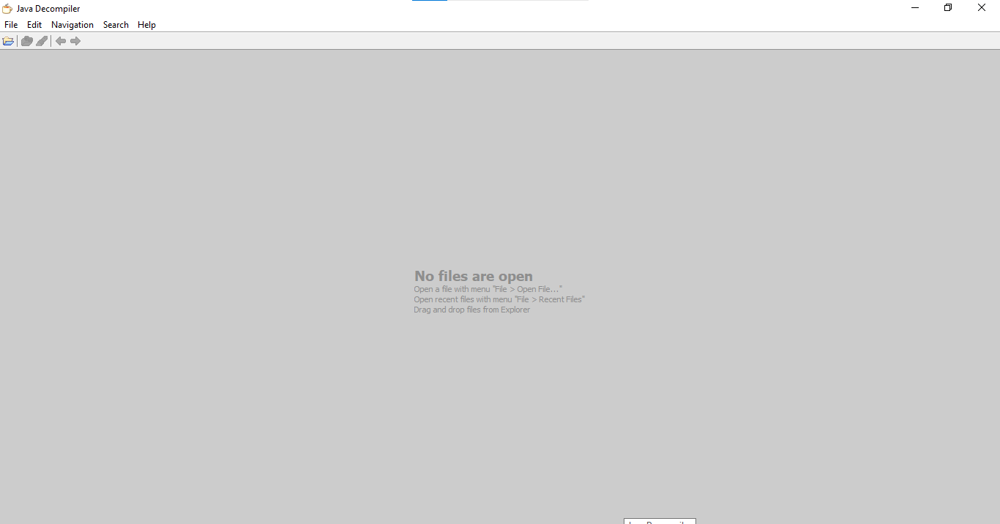 Java Decompiler
File Edit Navigation Search Help
No files are open
Open a file with menu "File > Open File..."
Open recent files with menu "File > Recent Files"
Drag and drop files from Explorer